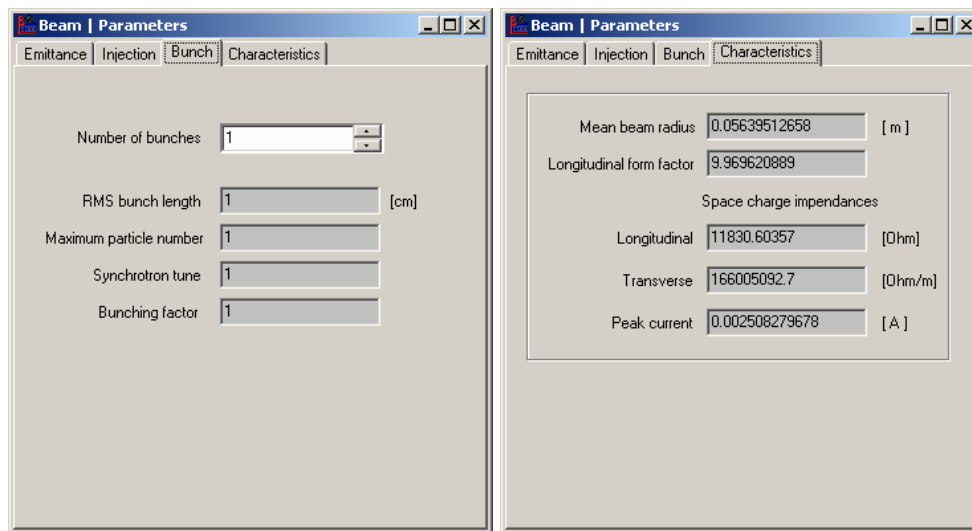 Beam | Parameters
Emittance Injection Bunch Characteristics
Number of bunches 1
RMS bunch length 1 [cm]
Maximum particle number 1
Synchrotron tune 1
Bunching factor 1
Beam | Parameters
Emittance Injection Bunch Characteristics
Mean beam radius 0.05639512658 [ m ]
Longitudinal form factor 9.969620889
Space charge impendances
Longitudinal 11830.60357 [Ohm]
Transverse 166005092.7 [Ohm/m]
Peak current 0.002508279678 [ A ]